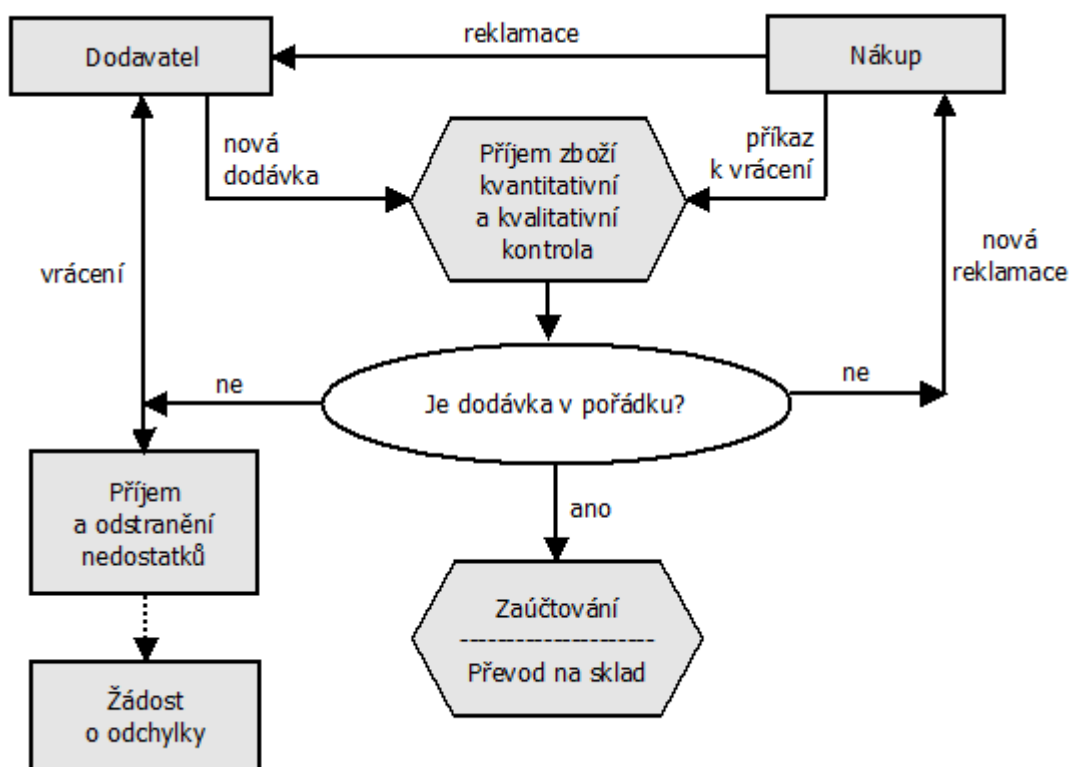 reklamace
Dodavatel
Nákup
nová
dodávka
Příjem zboží
kvantitativní
a kvalitativní
kontrola
příkaz
k vrácení
vrácení
nová
reklamace
ne
Je dodávka v pořádku?
ne
Příjem
a odstranění
nedostatků
ano
Zaúčtování
---------------------
Převod na sklad
Žádost
o odchylky